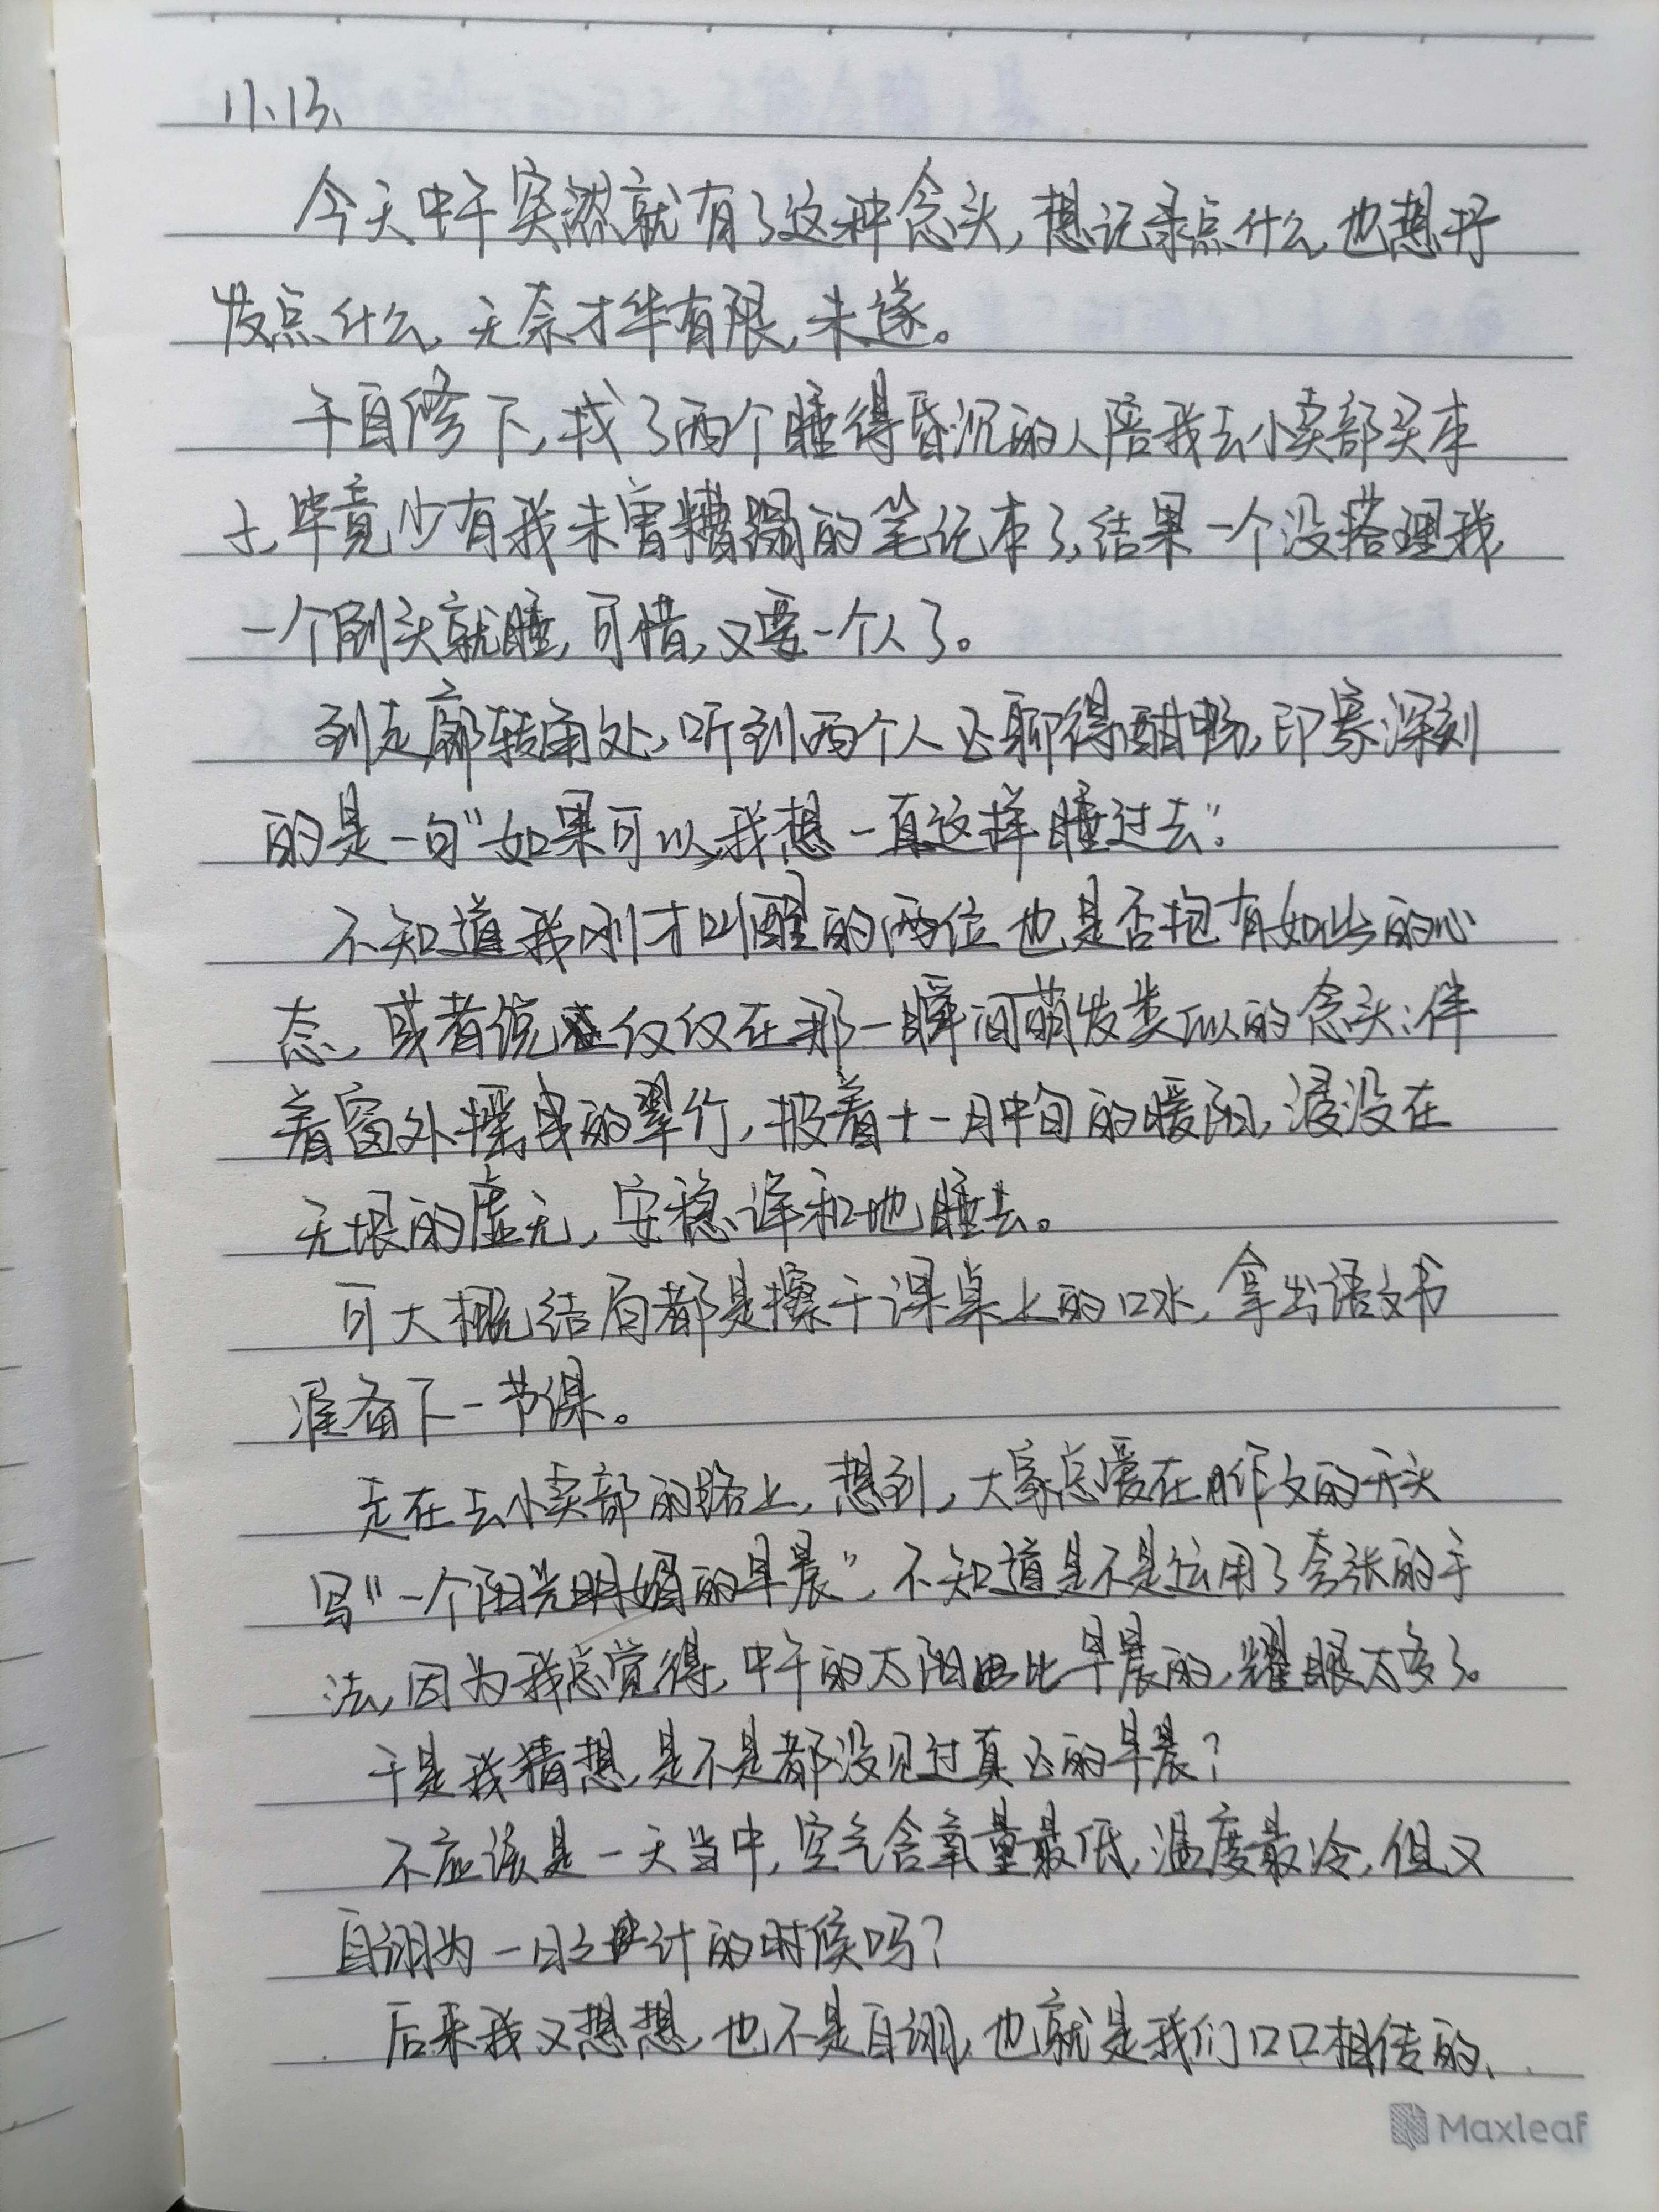 11.13.
今天中午突然就有了这种念头,想记录点什么,也想抒
发点什么,无奈才华有限,未遂。
午自修下,找了两个睡得昏沉的人陪我去小卖部买本
子,毕竟少有我未曾糟蹋的笔记本了,结果一个没搭理我,
一个刷头就睡,可惜,又要一个人了。
到走廊转角处,听到两个人正聊得酣畅,印象深刻
的是一句"如果可以,我想一直这样睡过去"。
不知道我刚才叫醒的两位也是否抱有如此的心
态,或者说仅仅在那一瞬间萌发类似的念头:伴
着窗外摇曳的翠竹,披着十一月中旬的暖阳,浸没在
无垠的虚无,安稳、祥和地睡去。
可大概结局都是擦干课桌上的口水,拿出语文书
准备下一节课。
走在去小卖部的路上,想到,大家总爱在作文的开头
写"一个阳光明媚的早晨",不知道是不是运用了夸张的手
法,因为我总觉得,中午的太阳比早晨的,耀眼太多了。
于是我猜想,是不是都没见过真正的早晨?
不应该是一天当中,空气含氧量最低,温度最冷,但又
自诩为一日之计的时候吗?
后来我又想想,也不是自诩,也就是我们口口相传的、
Maxleaf